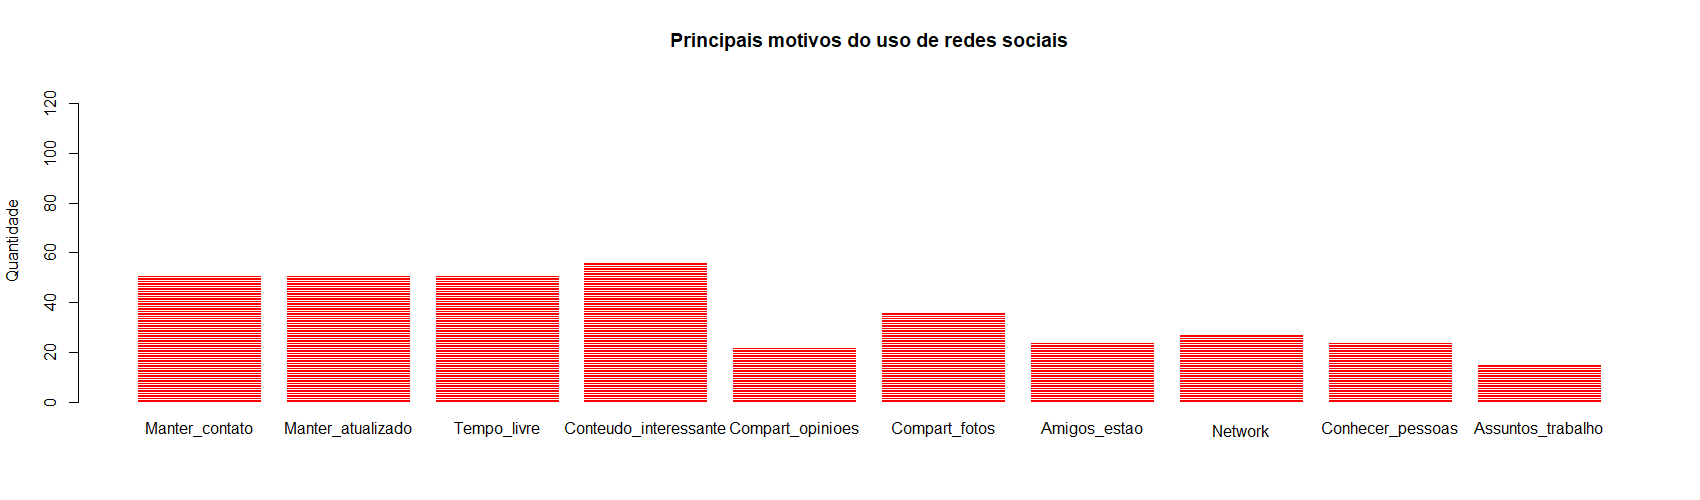 Principais motivos do uso de redes sociais
Quantidade
120
100
80
60
40
20
0
Manter_contato Manter_atualizado Tempo_livre Conteudo_interessante Compart_opinioes Compart_fotos Amigos_estao Network Conhecer_pessoas Assuntos_trabalho